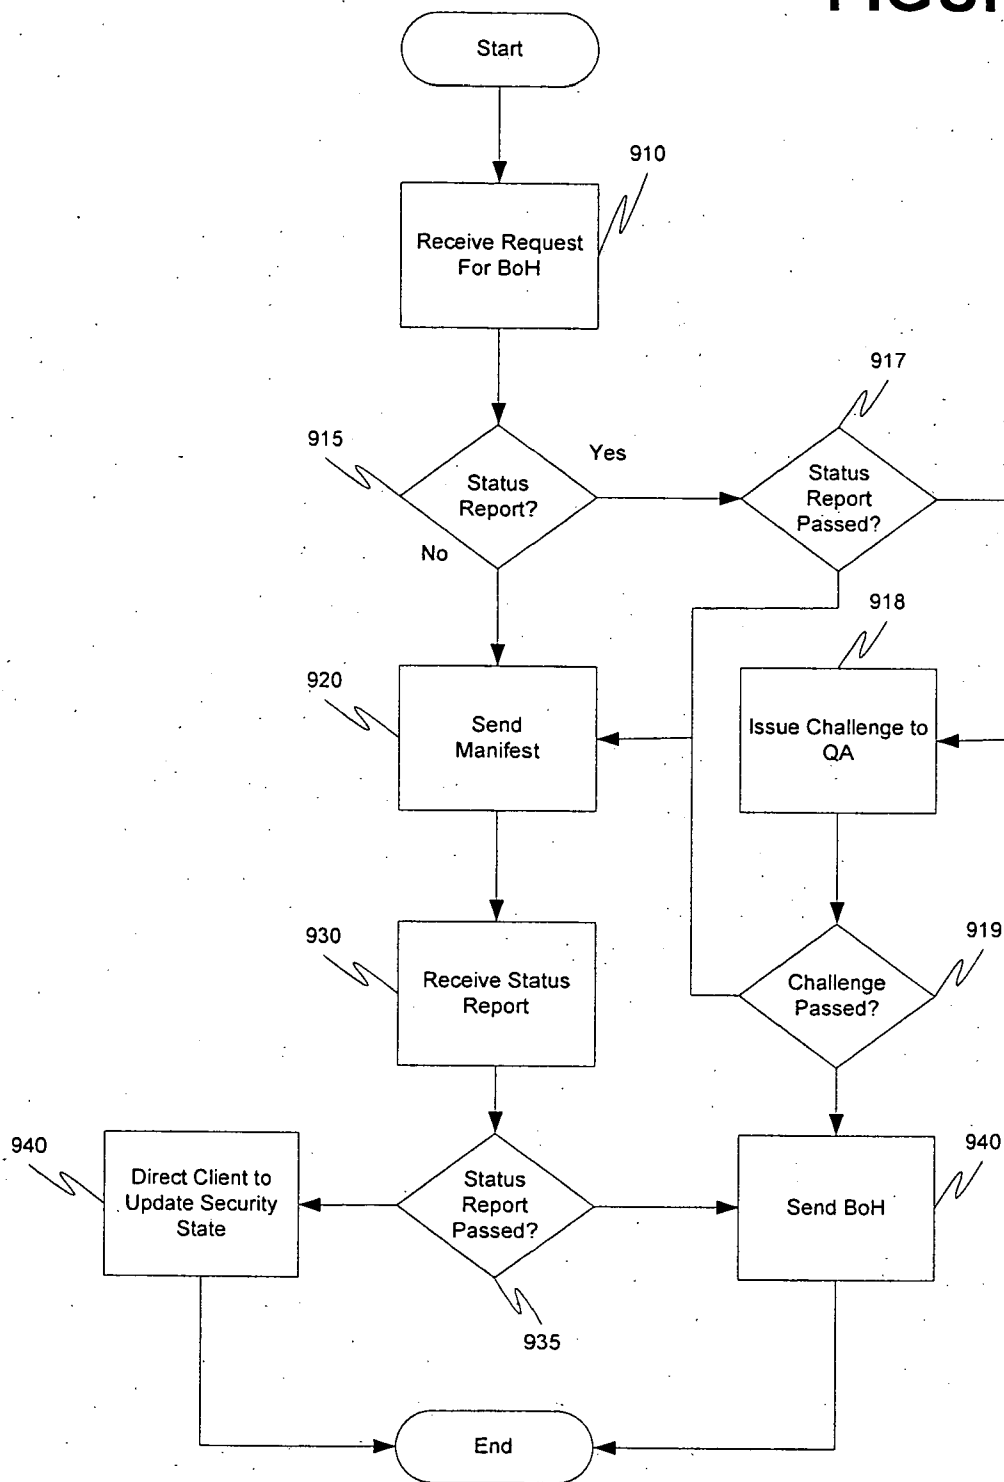 Start
910
Receive Request
For BoH
917
915
Yes
Status
Report?
Status
Report
Passed?
No
918
920
Send
Manifest
Issue Challenge to
QA
930
919
Receive Status
Report
Challenge
Passed?
940
Direct Client to
Update Security
State
Status
Report
Passed?
940
Send BoH
935
End